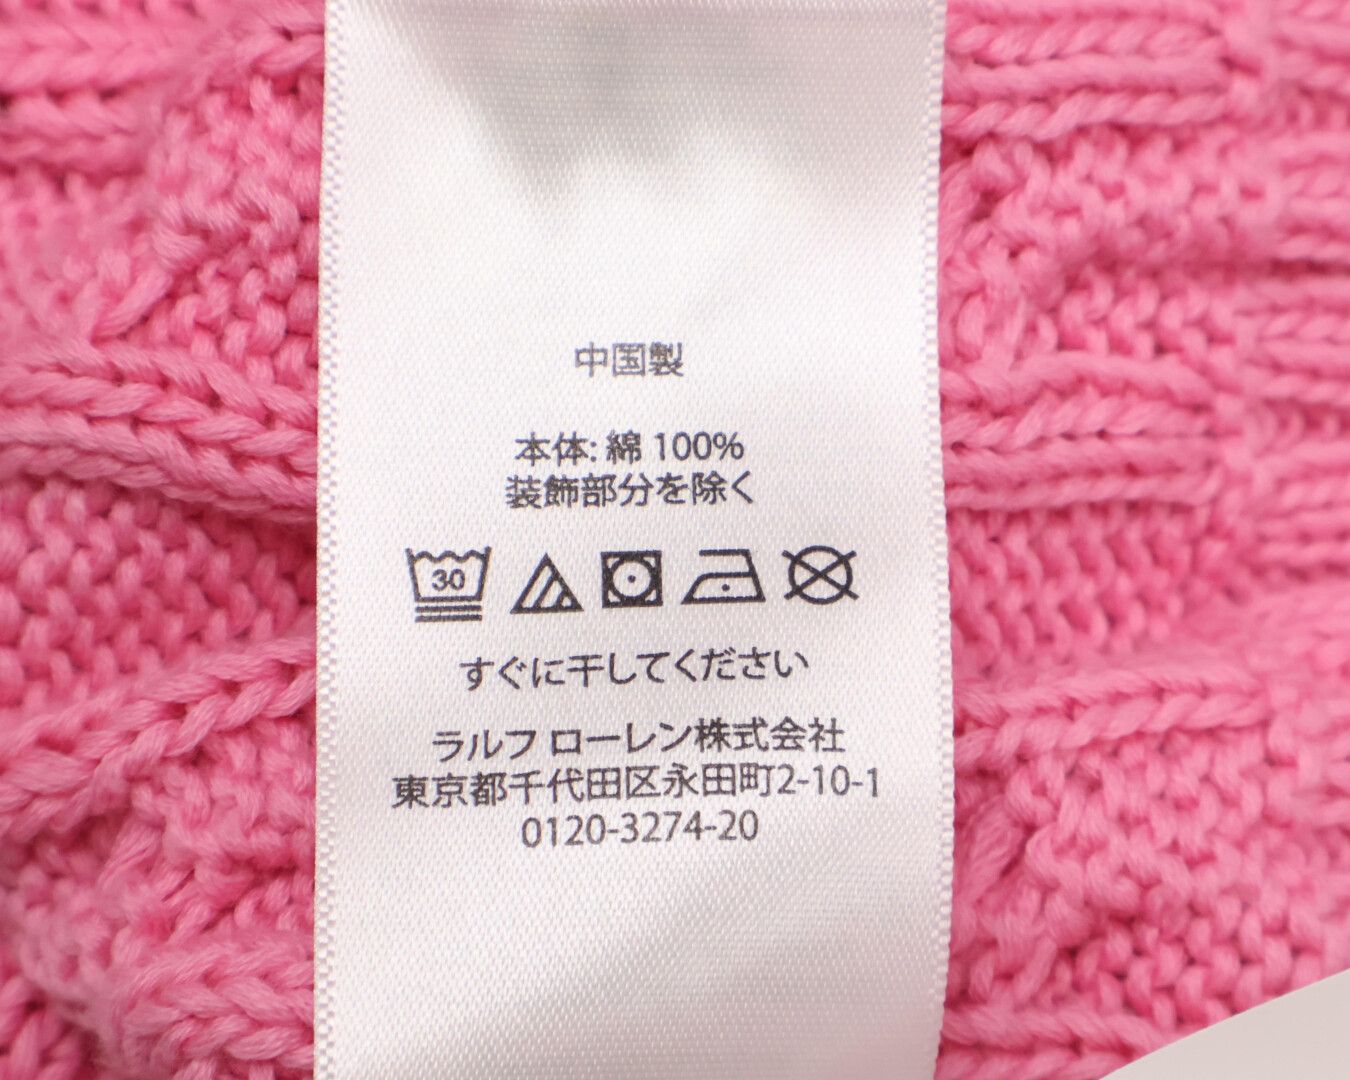 中国製
本体: 綿 100%
装飾部分を除く
30
すぐに干してください
ラルフ ローレン株式会社
東京都千代田区永田町2-10-1
0120-3274-20